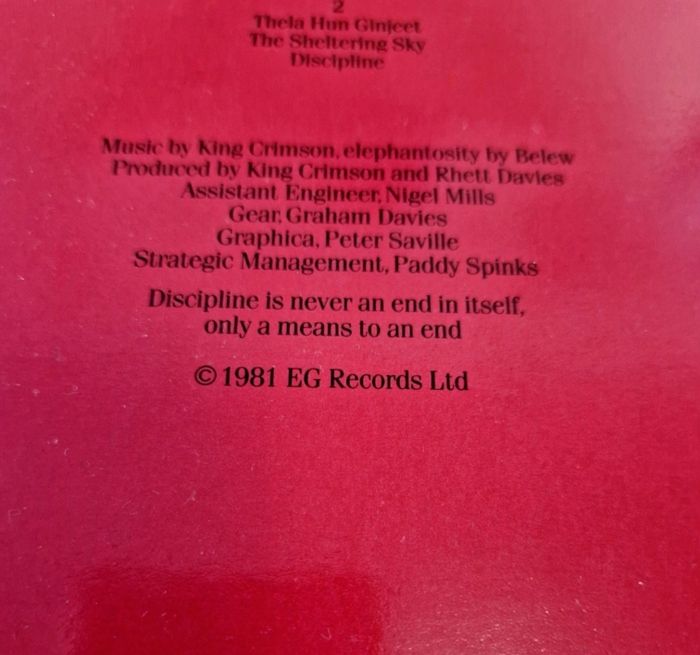 2
Thela Hun Ginjeet
The Sheltering Sky
Discipline
Music by King Crimson, elephantosity by Belew
Produced by King Crimson and Rhett Davies
Assistant Engineer, Nigel Mills
Gear, Graham Davies
Graphica, Peter Saville
Strategic Management, Paddy Spinks
Discipline is never an end in itself,
only a means to an end
© 1981 EG Records Ltd